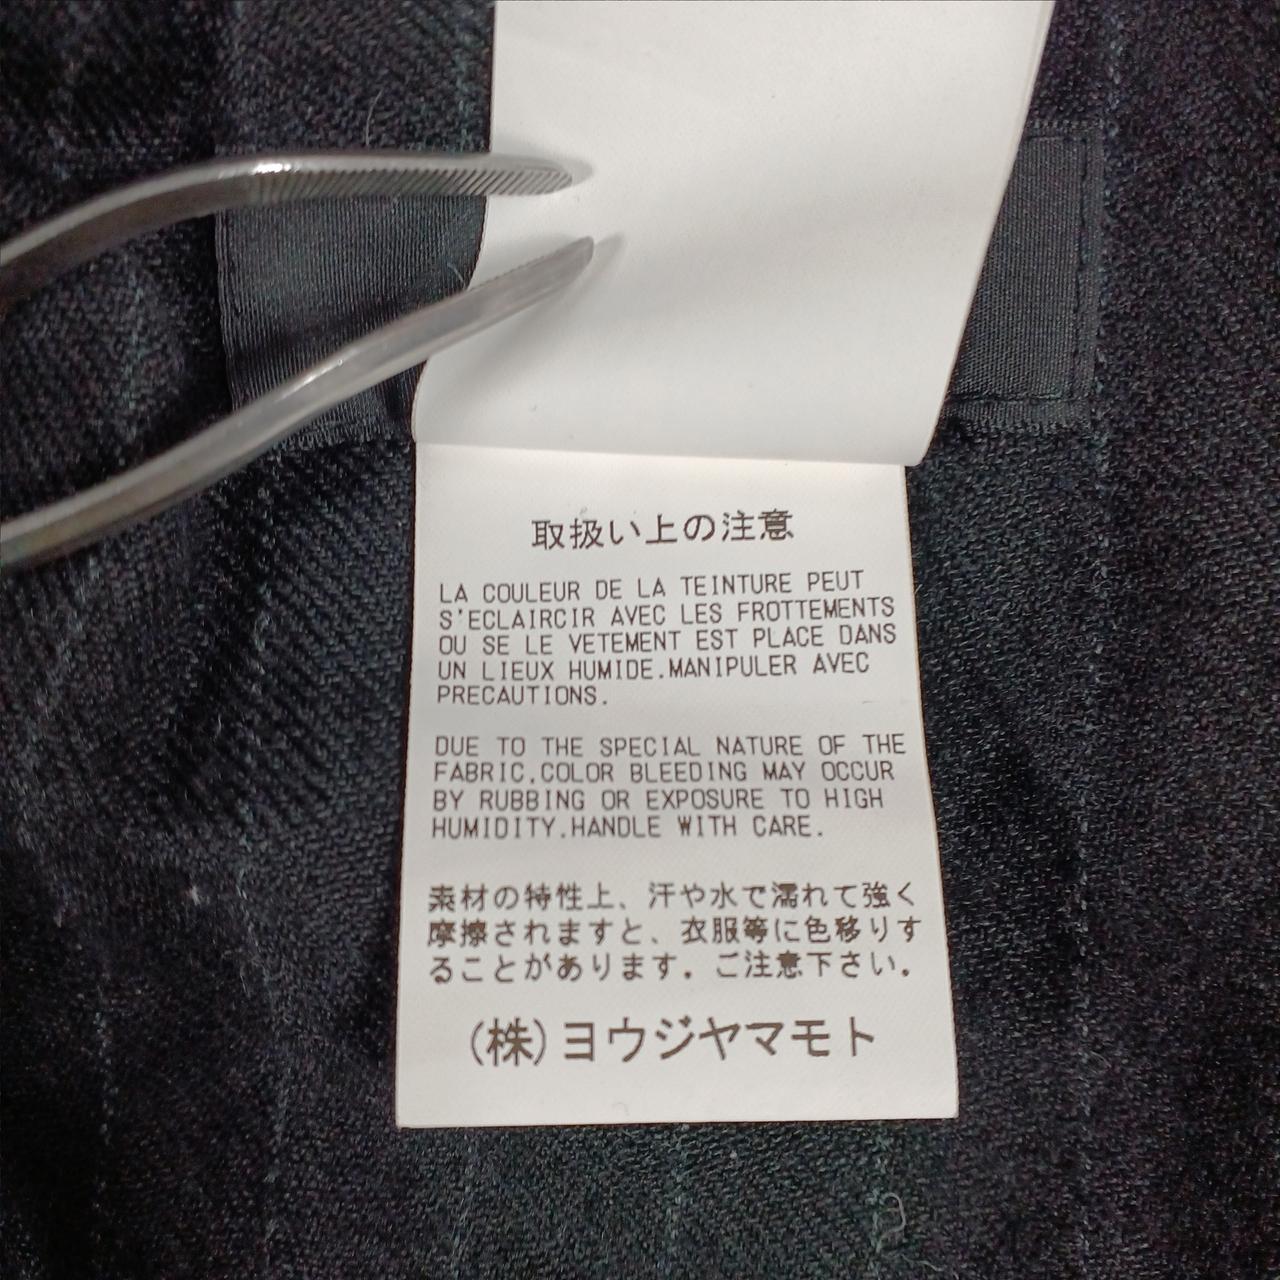 取扱い上の注意
LA COULEUR DE LA TEINTURE PEUT
S'ECLAIRCIR AVEC LES FROTTEMENTS
OU SE LE VETEMENT EST PLACE DANS
UN LIEUX HUMIDE.MANIPULER AVEC
PRECAUTIONS.
DUE TO THE SPECIAL NATURE OF THE
FABRIC,COLOR BLEEDING MAY OCCUR
BY RUBBING OR EXPOSURE TO HIGH
HUMIDITY.HANDLE WITH CARE.
素材の特性上、汗や水で濡れて強く
摩擦されますと、衣服等に色移りす
ることがあります。ご注意下さい。
(株)ヨウジヤマモト